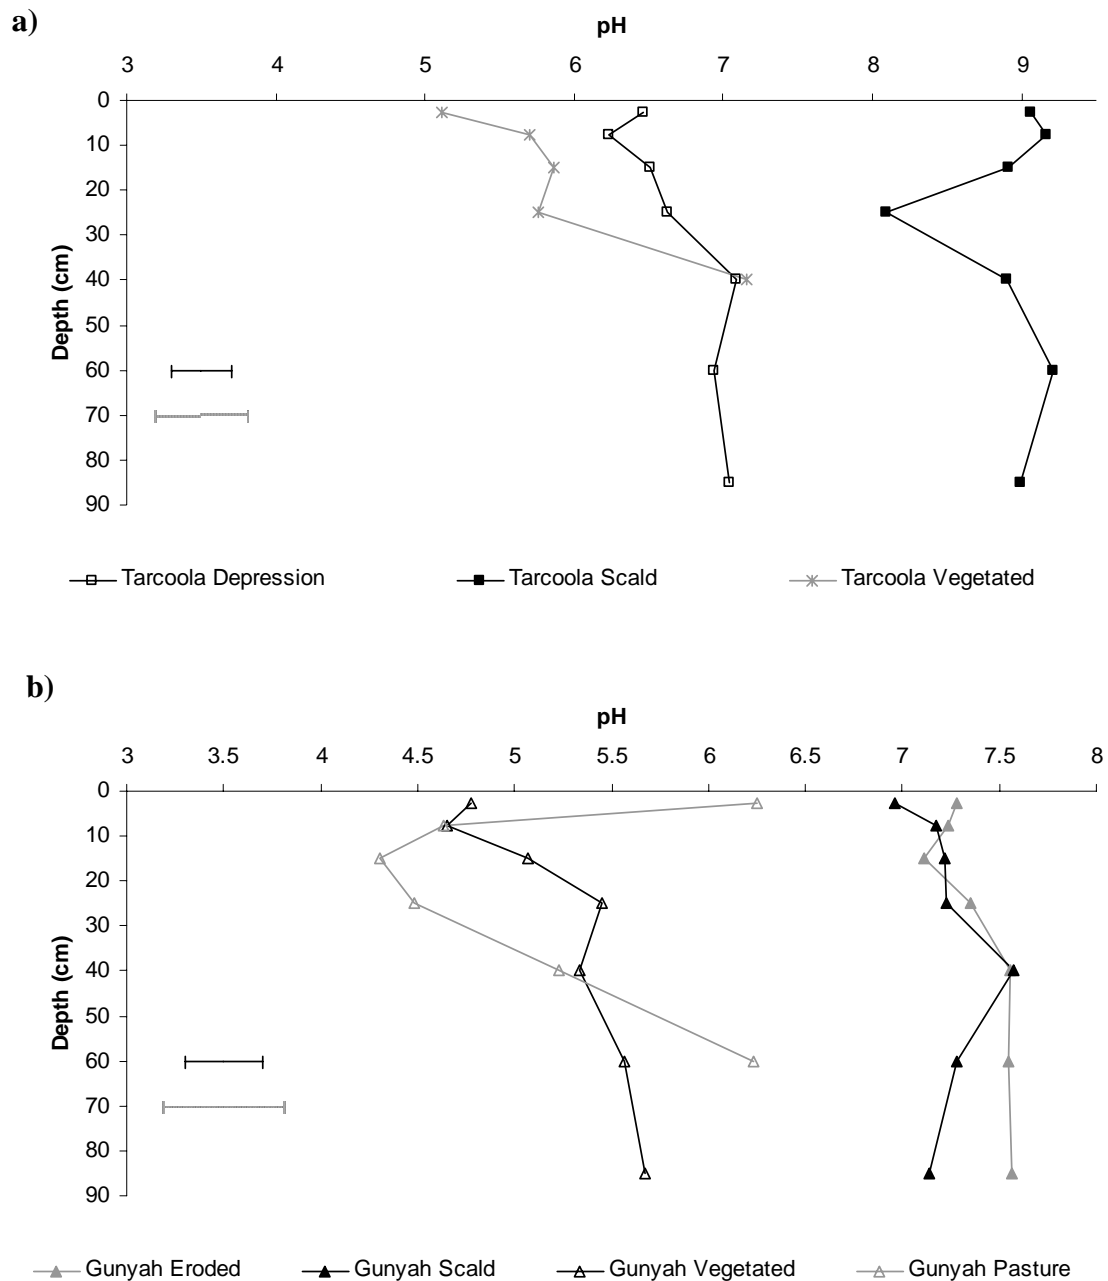 a)
pH
3 4 5 6 7 8 9
0
10
20
30
40
50
60
70
80
90
Depth (cm)
Tarcoola Depression Tarcoola Scald Tarcoola Vegetated
b)
pH
3 3.5 4 4.5 5 5.5 6 6.5 7 7.5 8
0
10
20
30
40
50
60
70
80
90
Depth (cm)
Gunyah Eroded Gunyah Scald Gunyah Vegetated Gunyah Pasture